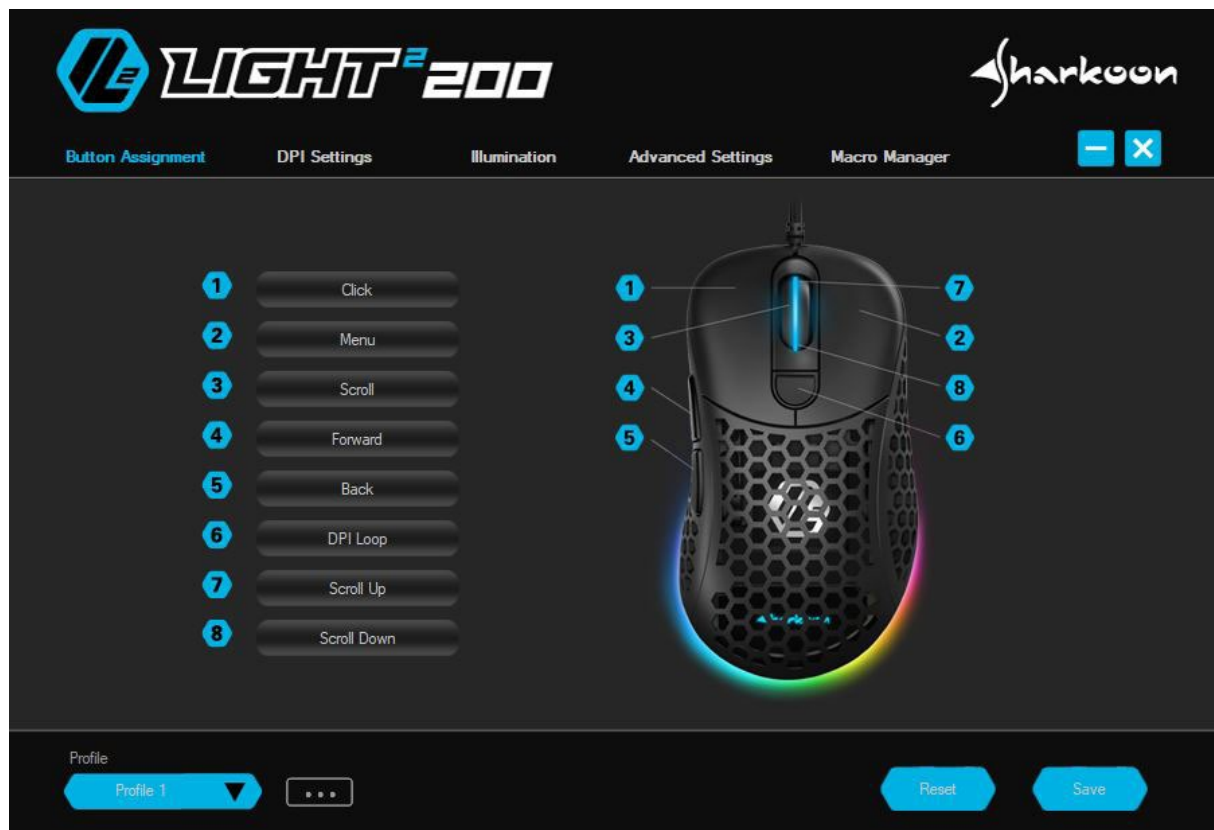 LIGHT² 200
Sharkoon
Button Assignment DPI Settings Illumination Advanced Settings Macro Manager
1 Click
2 Menu
3 Scroll
4 Forward
5 Back
6 DPI Loop
7 Scroll Up
8 Scroll Down
1 7
3 2
4 8
5 6
Profile
Profile 1 ...
Reset Save